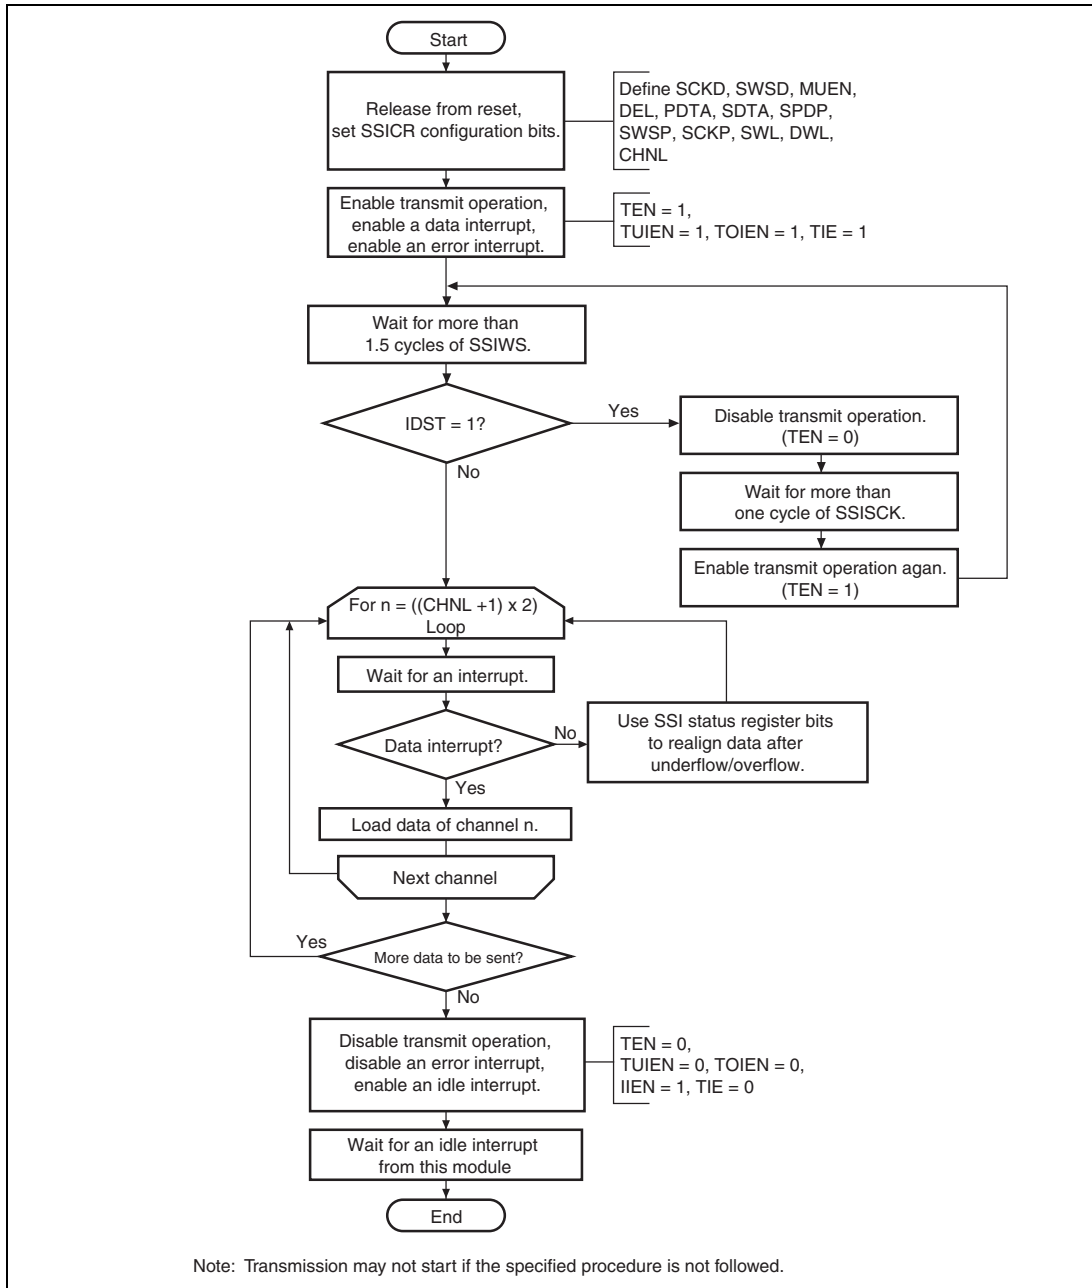 Start
Release from reset,
set SSICR configuration bits.
Define SCKD, SWSD, MUEN,
DEL, PDTA, SDTA, SPDP,
SWSP, SCKP, SWL, DWL,
CHNL
Enable transmit operation,
enable a data interrupt,
enable an error interrupt.
TEN = 1,
TUIEN = 1, TOIEN = 1, TIE = 1
Wait for more than
1.5 cycles of SSIWS.
IDST = 1?
Yes
No
Disable transmit operation.
(TEN = 0)
Wait for more than
one cycle of SSISCK.
Enable transmit operation agan.
(TEN = 1)
For n = ((CHNL +1) x 2)
Loop
Wait for an interrupt.
Data interrupt?
No
Yes
Use SSI status register bits
to realign data after
underflow/overflow.
Load data of channel n.
Next channel
Yes
More data to be sent?
No
Disable transmit operation,
disable an error interrupt,
enable an idle interrupt.
TEN = 0,
TUIEN = 0, TOIEN = 0,
IIEN = 1, TIE = 0
Wait for an idle interrupt
from this module
End
Note: Transmission may not start if the specified procedure is not followed.